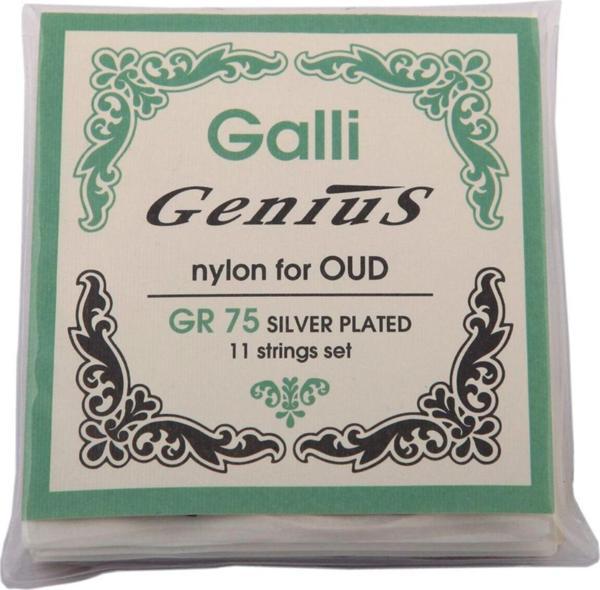 Galli
Genius
nylon for OUD
GR 75 SILVER PLATED
11 strings set